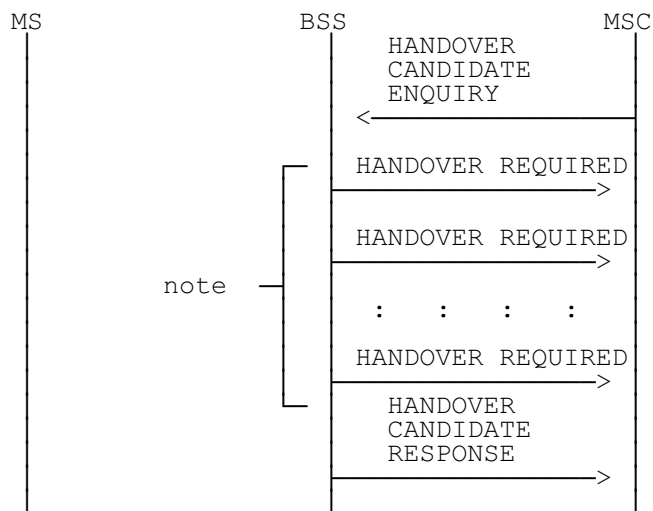 MS BSS MSC
HANDOVER
CANDIDATE
ENQUIRY
HANDOVER REQUIRED
HANDOVER REQUIRED
note
: : : :
HANDOVER REQUIRED
HANDOVER
CANDIDATE
RESPONSE